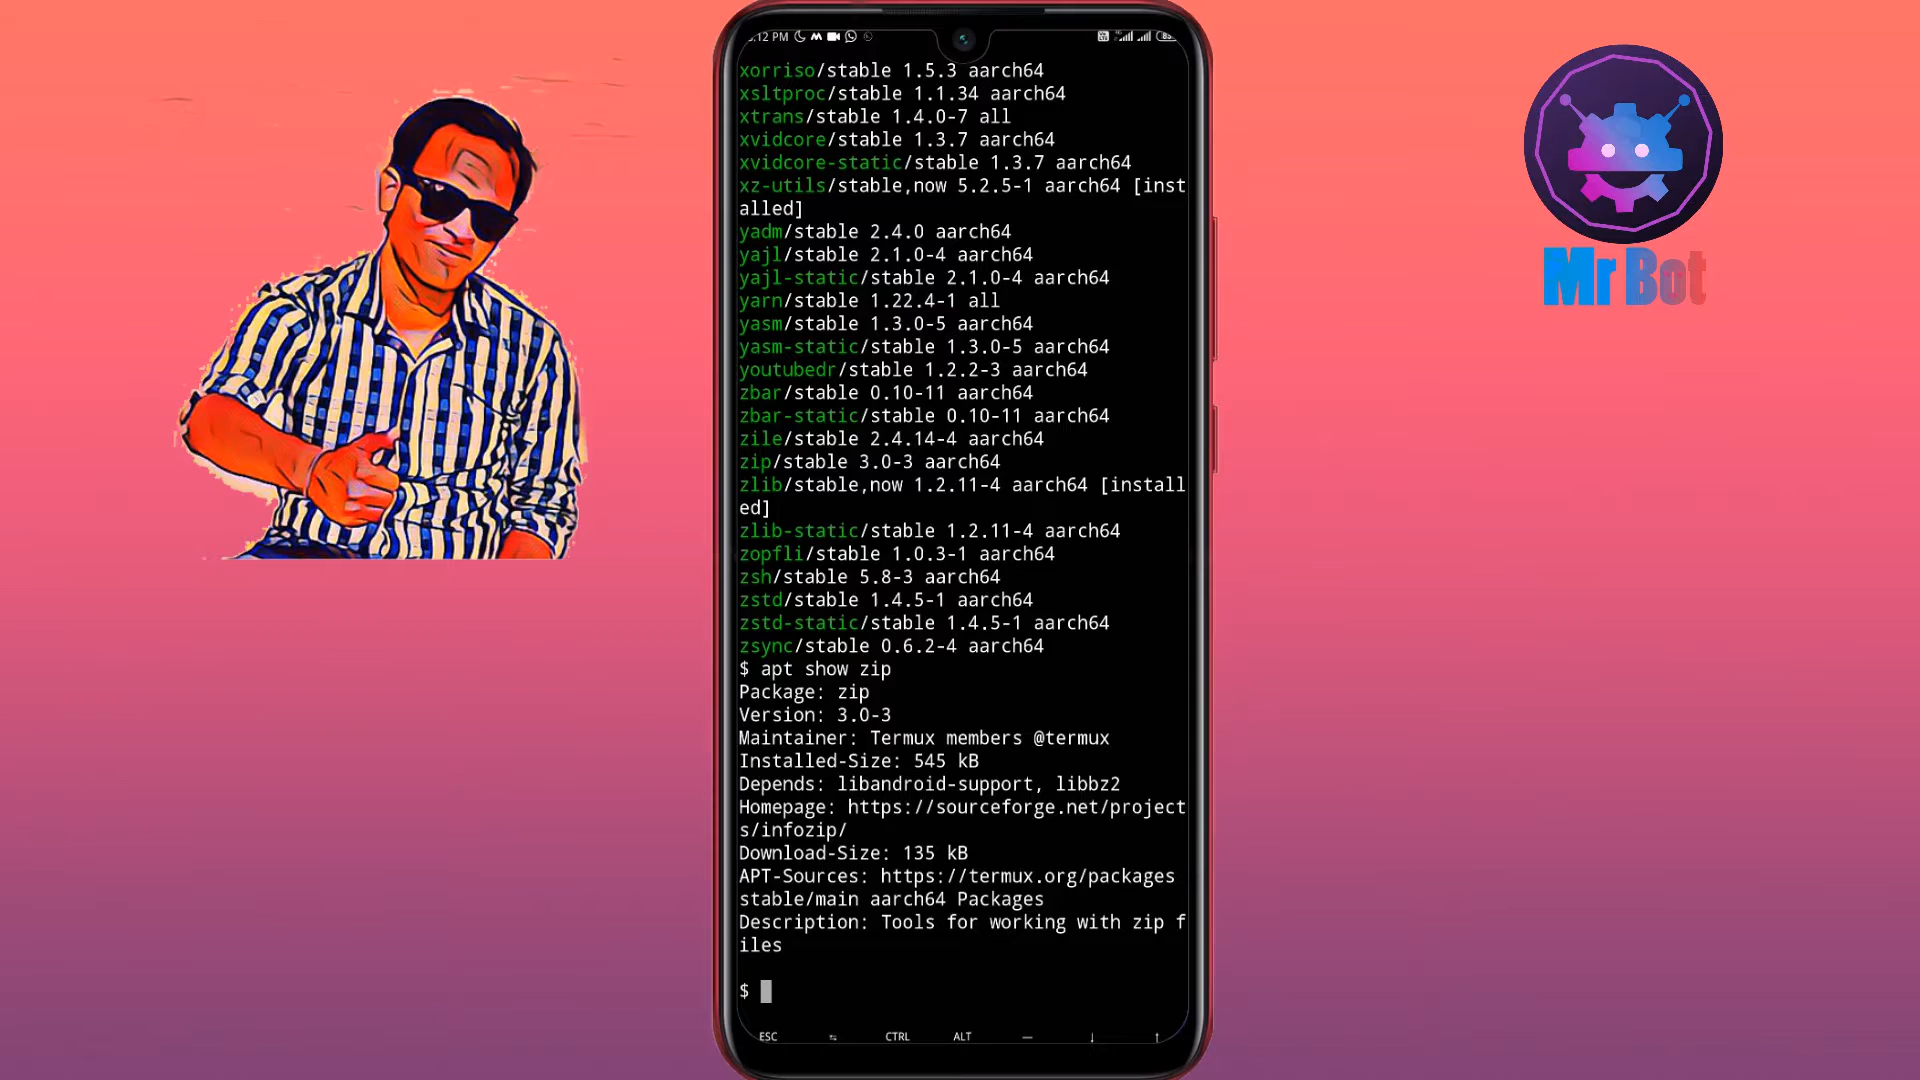 :12 PM
xorriso/stable 1.5.3 aarch64
xsltproc/stable 1.1.34 aarch64
xtrans/stable 1.4.0-7 all
xvidcore/stable 1.3.7 aarch64
xvidcore-static/stable 1.3.7 aarch64
xz-utils/stable,now 5.2.5-1 aarch64 [inst
alled]
yadm/stable 2.4.0 aarch64
yajl/stable 2.1.0-4 aarch64
yajl-static/stable 2.1.0-4 aarch64
yarn/stable 1.22.4-1 all
yasm/stable 1.3.0-5 aarch64
yasm-static/stable 1.3.0-5 aarch64
youtubedr/stable 1.2.2-3 aarch64
zbar/stable 0.10-11 aarch64
zbar-static/stable 0.10-11 aarch64
zile/stable 2.4.14-4 aarch64
zip/stable 3.0-3 aarch64
zlib/stable,now 1.2.11-4 aarch64 [install
ed]
zlib-static/stable 1.2.11-4 aarch64
zopfli/stable 1.0.3-1 aarch64
zsh/stable 5.8-3 aarch64
zstd/stable 1.4.5-1 aarch64
zstd-static/stable 1.4.5-1 aarch64
zsync/stable 0.6.2-4 aarch64
$ apt show zip
Package: zip
Version: 3.0-3
Maintainer: Termux members @termux
Installed-Size: 545 kB
Depends: libandroid-support, libbz2
Homepage: https://sourceforge.net/project
s/infozip/
Download-Size: 135 kB
APT-Sources: https://termux.org/packages
stable/main aarch64 Packages
Description: Tools for working with zip f
iles
$
ESC CTRL ALT — ↓ ↑
Mr Bot